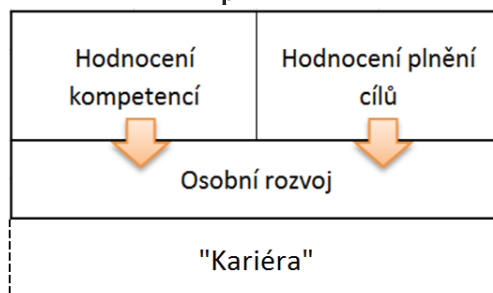 Hodnocení
kompetencí
Hodnocení plnění
cílů
Osobní rozvoj
"Kariéra"